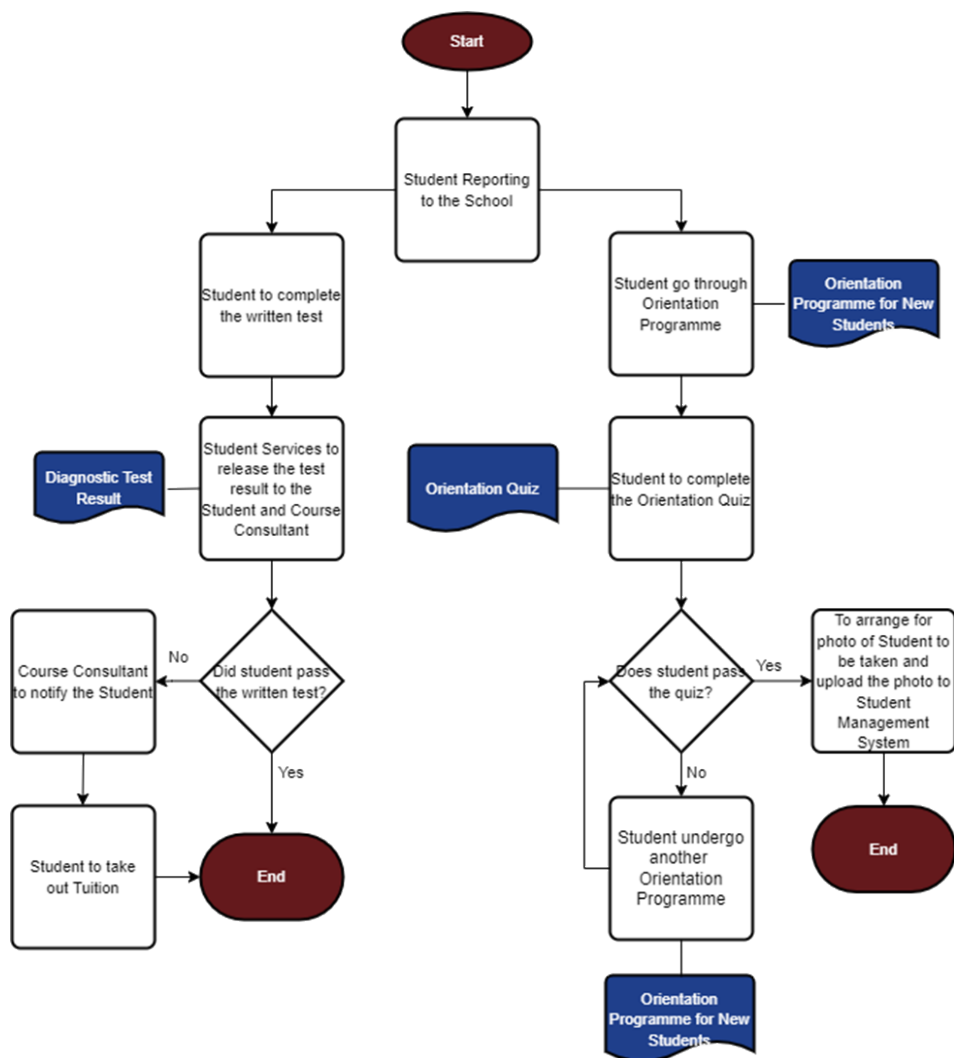 Start
Student Reporting
to the School
Student to complete
the written test
Student go through
Orientation
Programme
Orientation
Programme for New
Students
Student Services to
release the test
result to the
Student and Course
Consultant
Diagnostic Test
Result
Orientation Quiz
Student to complete
the Orientation Quiz
Course Consultant
to notify the Student
No
Did student pass
the written test?
Yes
Does student pass
the quiz?
Yes
No
To arrange for
photo of Student to
be taken and
upload the photo to
Student
Management
System
Student to take
out Tuition
End
Student undergo
another
Orientation
Programme
End
Orientation
Programme for New
Students